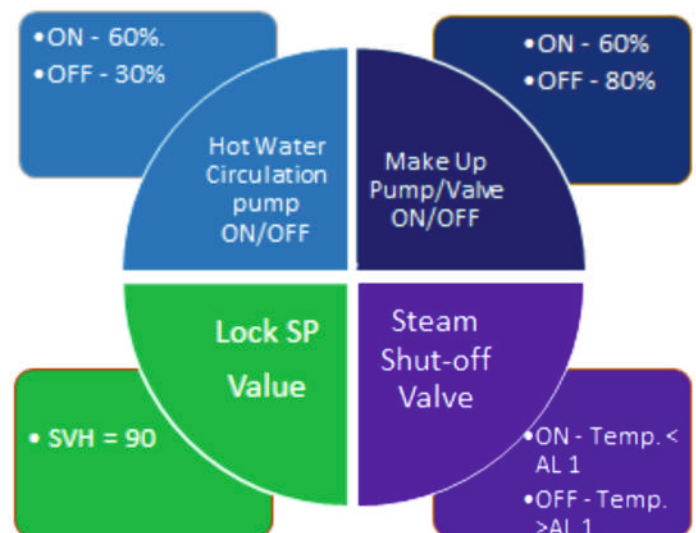 •ON - 60%.
•OFF - 30%
•ON - 60%
•OFF - 80%
Hot Water
Circulation
pump
ON/OFF
Make Up
Pump/Valve
ON/OFF
Lock SP
Value
Steam
Shut-off
Valve
• SVH = 90
•ON - Temp. <
AL 1
•OFF - Temp.
>AL 1